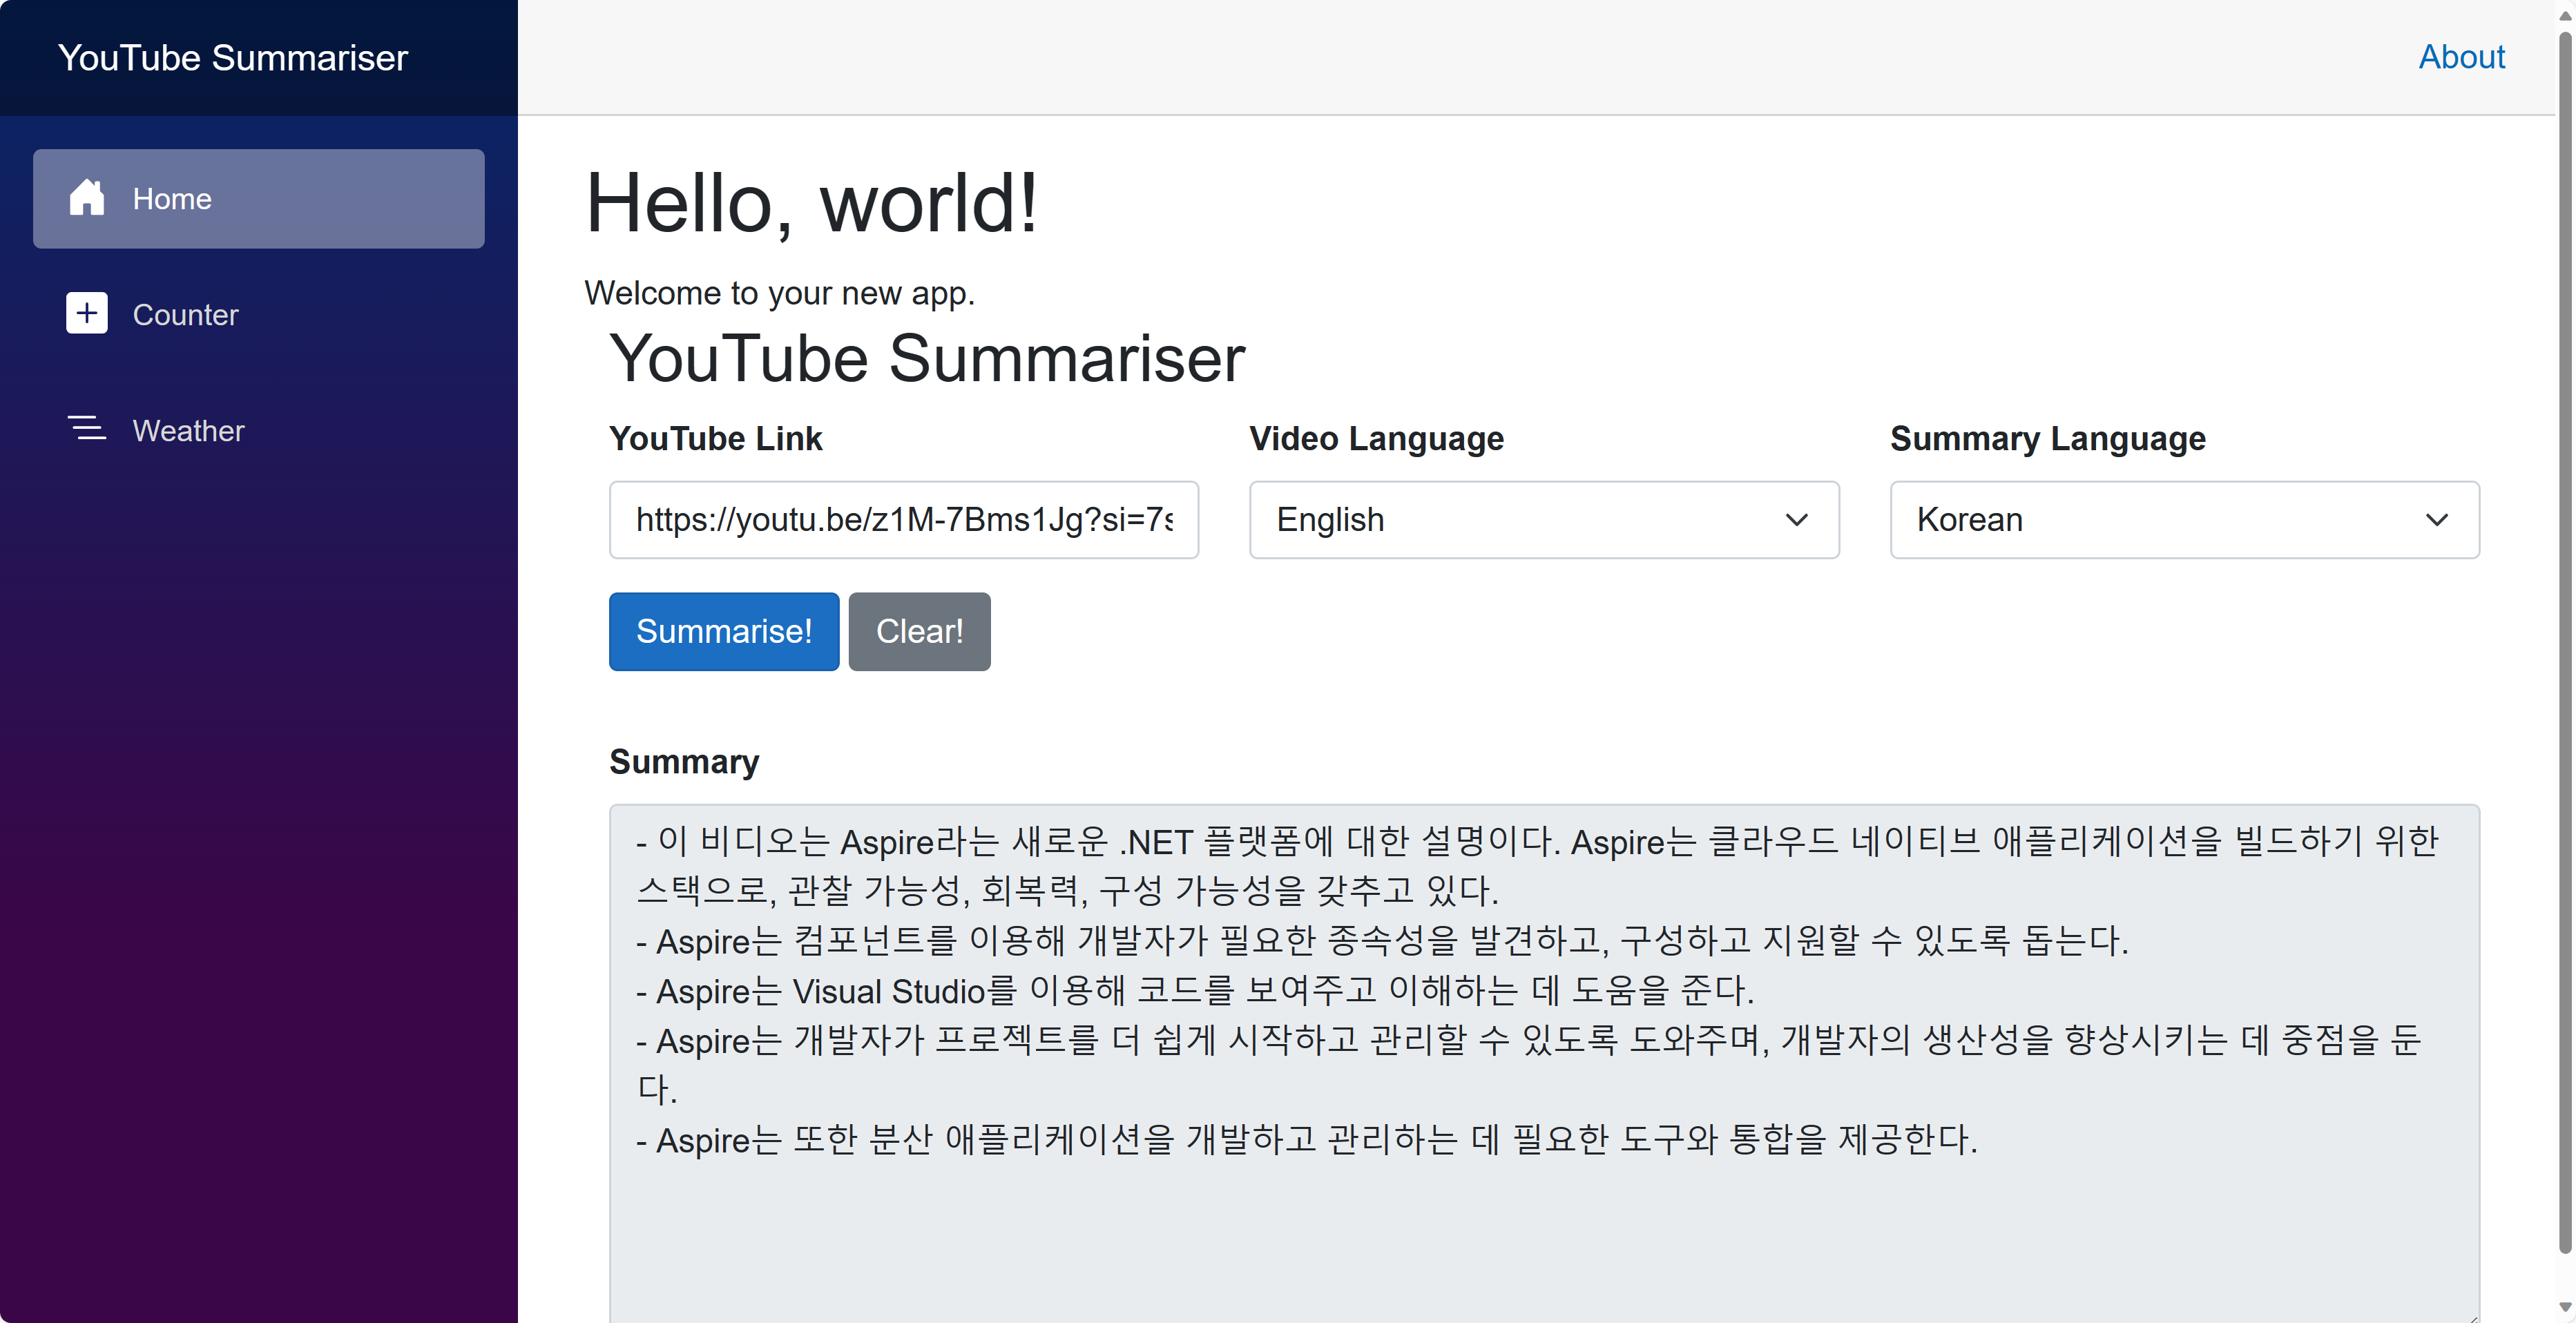 YouTube Summariser
About
Home
Counter
Weather
Hello, world!
Welcome to your new app.
YouTube Summariser
YouTube Link
Video Language
Summary Language
https://youtu.be/z1M-7Bms1Jg?si=7s
English
Korean
Summarise!
Clear!
Summary
- 이 비디오는 Aspire라는 새로운 .NET 플랫폼에 대한 설명이다. Aspire는 클라우드 네이티브 애플리케이션을 빌드하기 위한
스택으로, 관찰 가능성, 회복력, 구성 가능성을 갖추고 있다.
- Aspire는 컴포넌트를 이용해 개발자가 필요한 종속성을 발견하고, 구성하고 지원할 수 있도록 돕는다.
- Aspire는 Visual Studio를 이용해 코드를 보여주고 이해하는 데 도움을 준다.
- Aspire는 개발자가 프로젝트를 더 쉽게 시작하고 관리할 수 있도록 도와주며, 개발자의 생산성을 향상시키는 데 중점을 둔
다.
- Aspire는 또한 분산 애플리케이션을 개발하고 관리하는 데 필요한 도구와 통합을 제공한다.